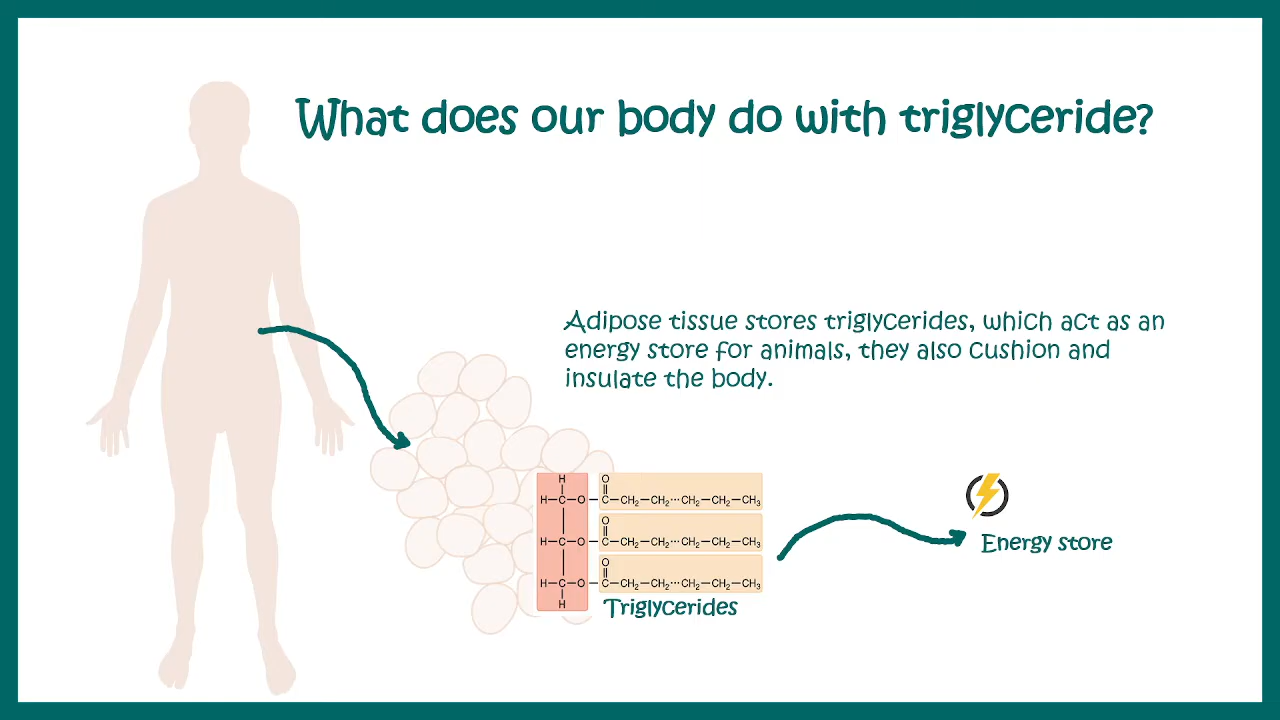 What does our body do with triglyceride?
Adipose tissue stores triglycerides, which act as an
energy store for animals, they also cushion and
insulate the body.
H O
H—C—O—C—CH₂—CH₂···CH₂—CH₂—CH₃
O
H—C—O—C—CH₂—CH₂···CH₂—CH₂—CH₃
O
H—C—O—C—CH₂—CH₂···CH₂—CH₂—CH₃
H
Triglycerides
Energy store